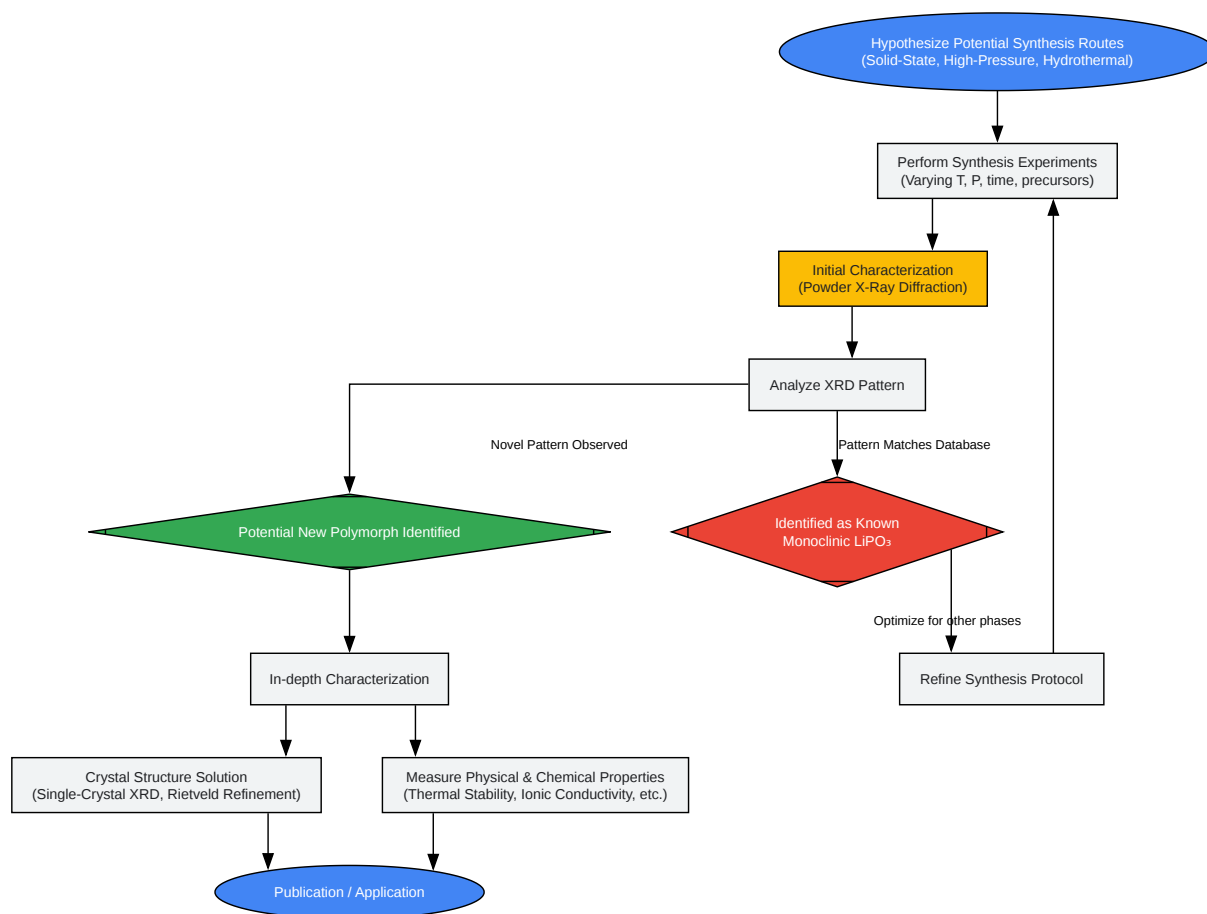 Hypothesize Potential Synthesis Routes
(Solid-State, High-Pressure, Hydrothermal)
Perform Synthesis Experiments
(Varying T, P, time, precursors)
Initial Characterization
(Powder X-Ray Diffraction)
Analyze XRD Pattern
Novel Pattern Observed
Pattern Matches Database
Potential New Polymorph Identified
Identified as Known
Monoclinic LiPO₃
Optimize for other phases
In-depth Characterization
Refine Synthesis Protocol
Crystal Structure Solution
(Single-Crystal XRD, Rietveld Refinement)
Measure Physical & Chemical Properties
(Thermal Stability, Ionic Conductivity, etc.)
Publication / Application